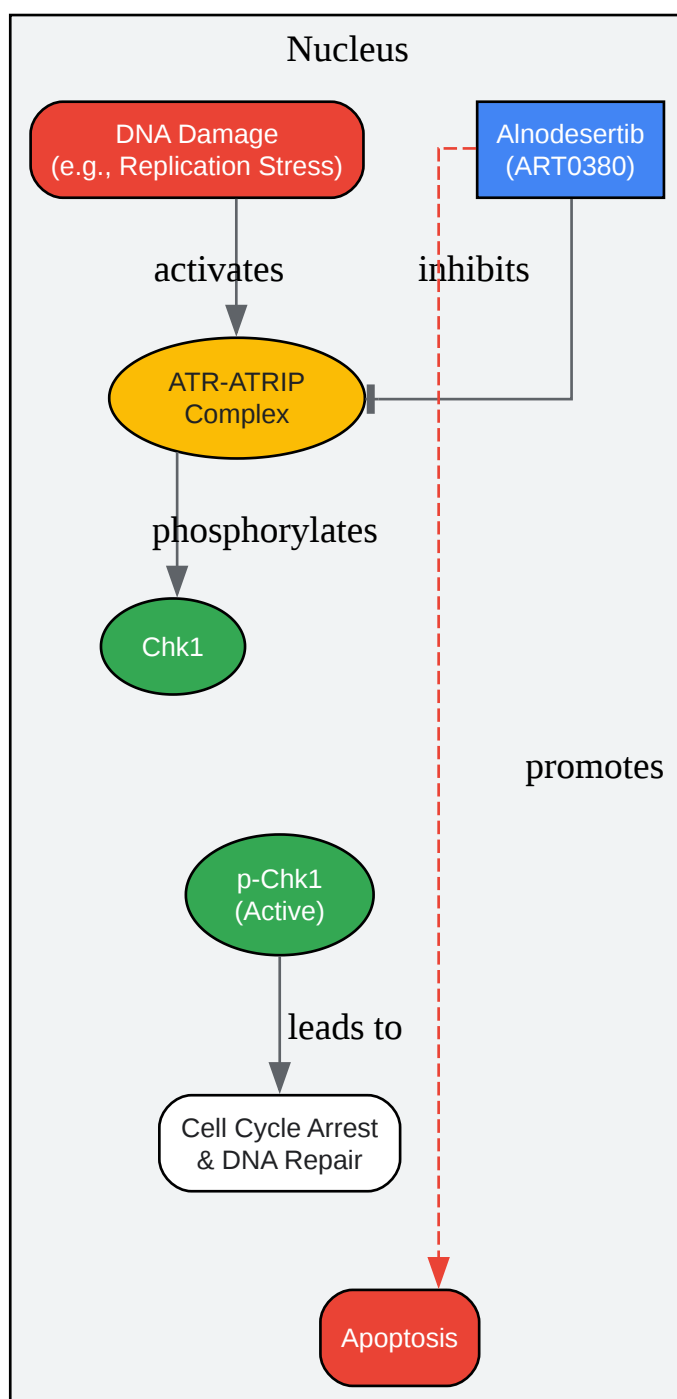 Nucleus
DNA Damage
(e.g., Replication Stress)
Alnodesertib
(ART0380)
activates
inhibits
ATR-ATRIP
Complex
phosphorylates
Chk1
promotes
p-Chk1
(Active)
leads to
Cell Cycle Arrest
& DNA Repair
Apoptosis